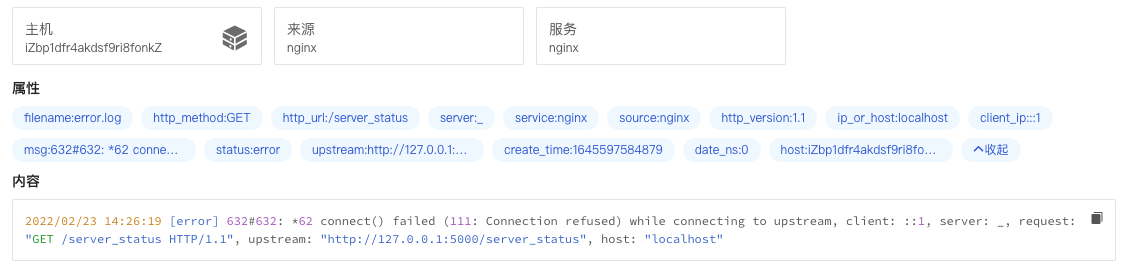 主机
iZbp1dfr4akdsf9ri8fonkZ
来源
nginx
服务
nginx
属性
filename:error.log http_method:GET http_url:/server_status server:_ service:nginx source:nginx http_version:1.1 ip_or_host:localhost client_ip:::1
msg:632#632: *62 conne... status:error upstream:http://127.0.0.1:... create_time:1645597584879 date_ns:0 host:iZbp1dfr4akdsf9ri8fo... 收起
内容
2022/02/23 14:26:19 [error] 632#632: *62 connect() failed (111: Connection refused) while connecting to upstream, client: ::1, server: _, request:
"GET /server_status HTTP/1.1", upstream: "http://127.0.0.1:5000/server_status", host: "localhost"